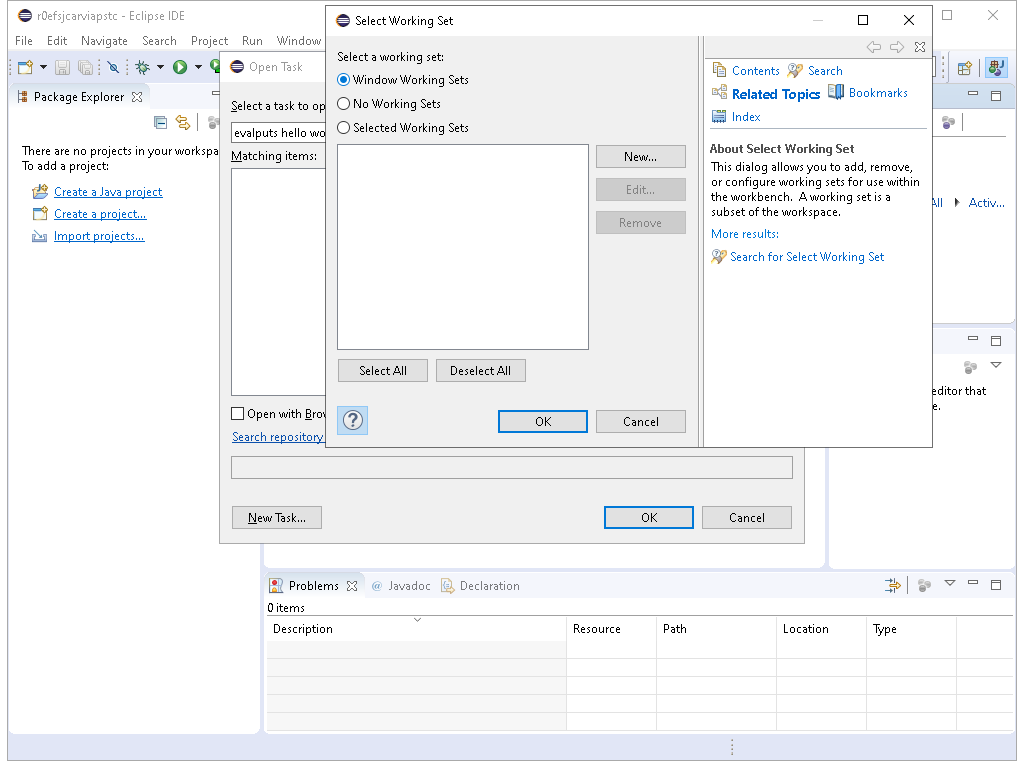 r0efsjcarviapstc - Eclipse IDE
File Edit Navigate Search Project Run Window
Package Explorer
There are no projects in your workspa
To add a project:
Create a Java project
Create a project...
Import projects...
Open Task
Select a task to op
evalputs hello wo
Matching items:
Open with Brow
Search repository
New Task...
OK
Cancel
Select Working Set
Select a working set:
Window Working Sets
No Working Sets
Selected Working Sets
New...
Edit...
Remove
Select All
Deselect All
OK
Cancel
Contents
Search
Related Topics
Bookmarks
Index
About Select Working Set
This dialog allows you to add, remove,
or configure working sets for use within
the workbench. A working set is a
subset of the workspace.
More results:
Search for Select Working Set
All
Activ...
editor that
e.
Problems
@ Javadoc
Declaration
0 items
Description
Resource
Path
Location
Type